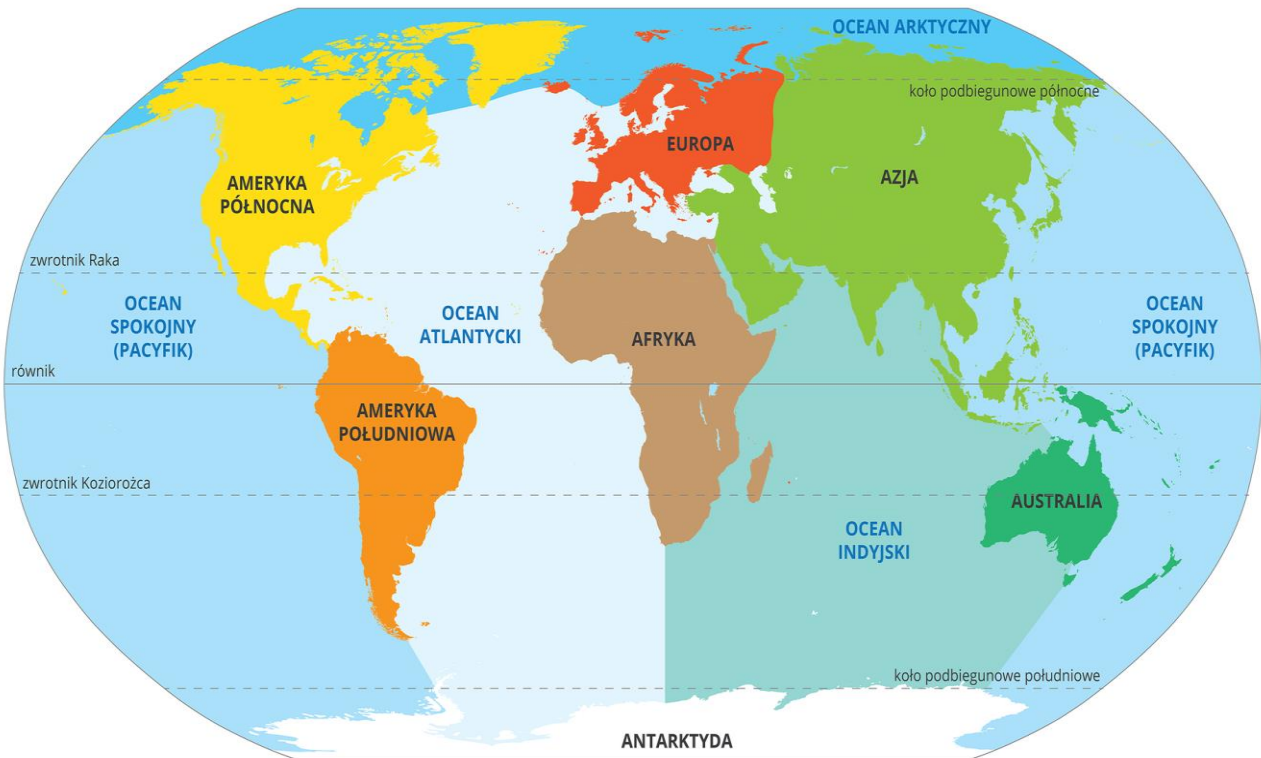 OCEAN ARKTYCZNY
koło podbiegunowe północne
EUROPA
AZJA
AMERYKA
PÓŁNOCNA
zwrotnik Raka
OCEAN
SPOKOJNY
(PACYFIK)
OCEAN
ATLANTYCKI
AFRYKA
OCEAN
SPOKOJNY
(PACYFIK)
równik
AMERYKA
POŁUDNIOWA
zwrotnik Koziorożca
AUSTRALIA
OCEAN
INDYJSKI
koło podbiegunowe południowe
ANTARKTYDA